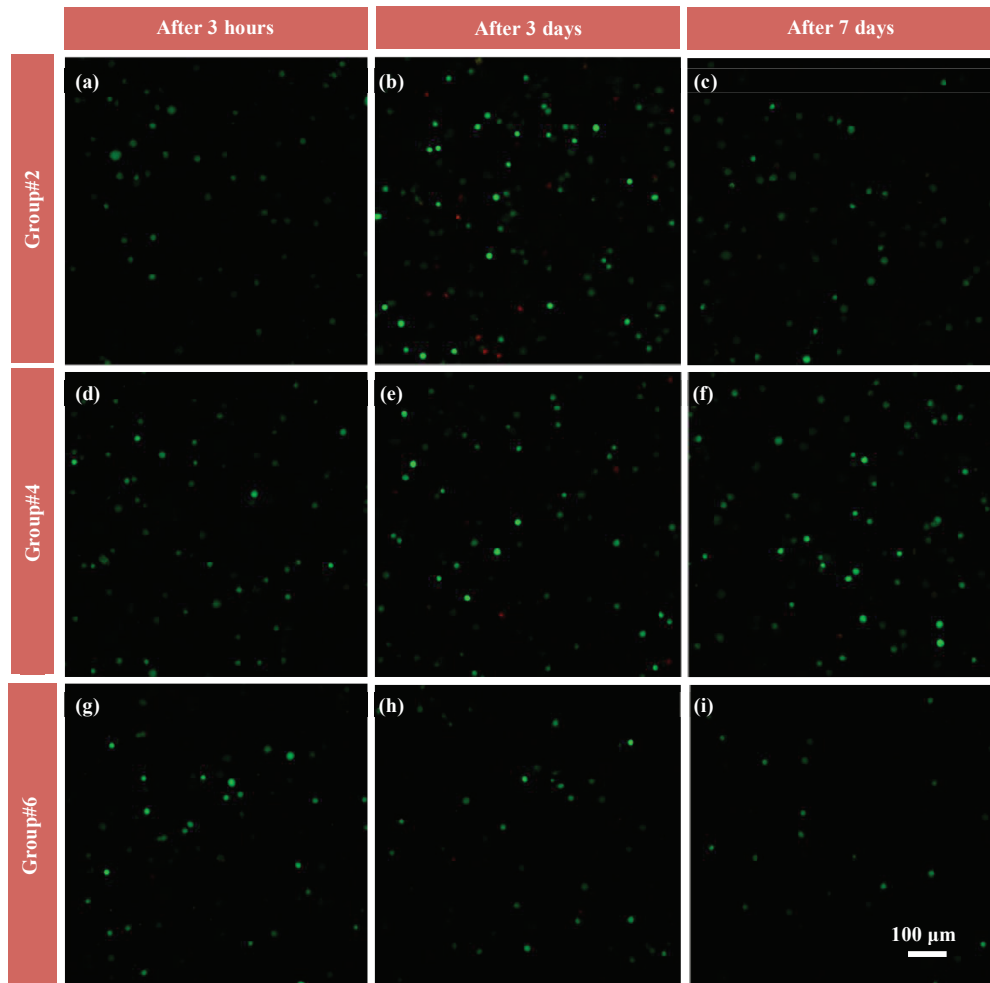 After 3 hours
After 3 days
After 7 days
Group#2
(a)
(b)
(c)
Group#4
(d)
(e)
(f)
Group#6
(g)
(h)
(i)
100 μm